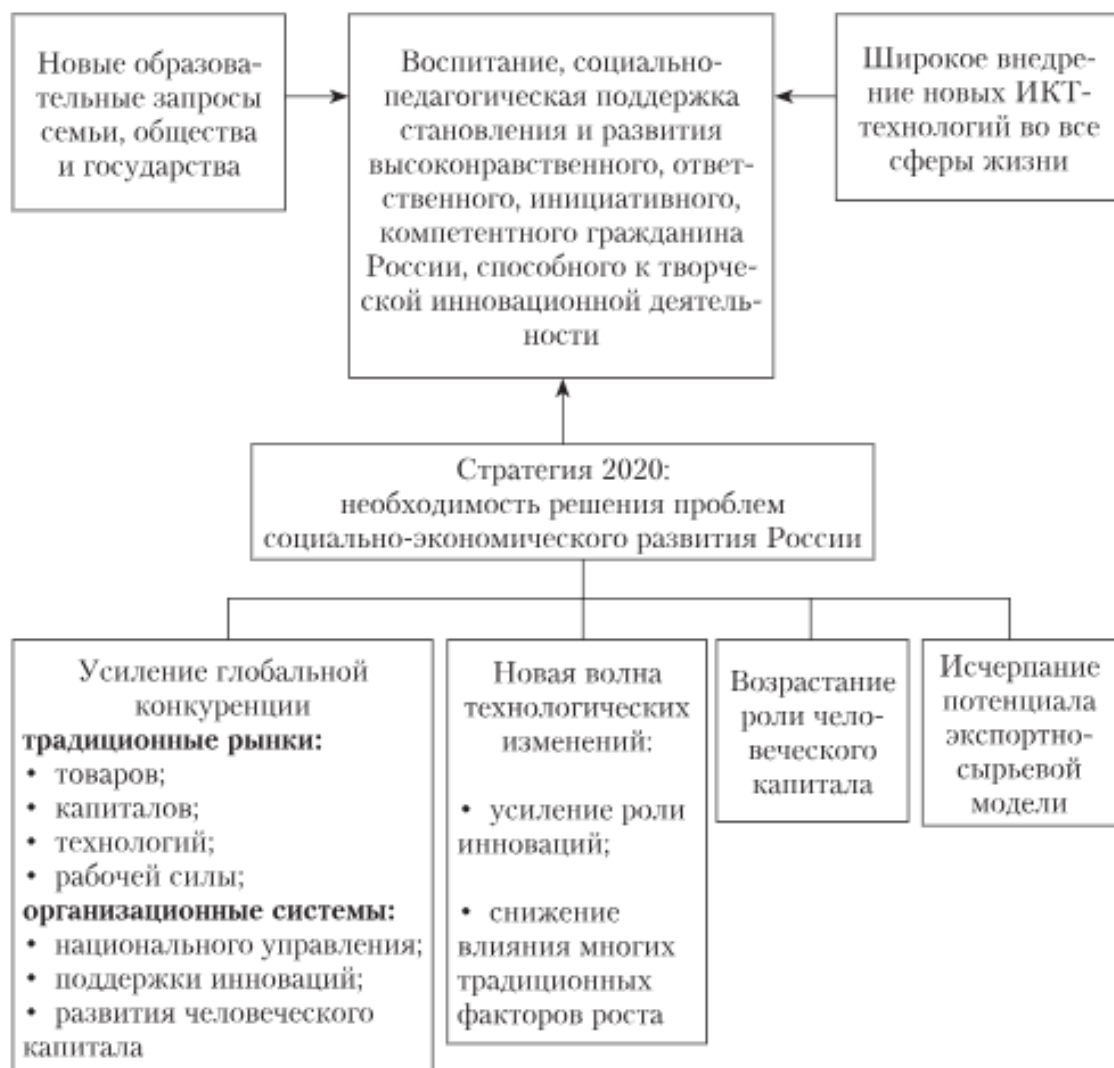 Новые образова-
тельные запросы
семьи, общества
и государства
Воспитание, социально-
педагогическая поддержка
становления и развития
высоконравственного, ответ-
ственного, инициативного,
компетентного гражданина
России, способного к творче-
ской инновационной деятель-
ности
Широкое внедре-
ние новых ИКТ-
технологий во все
сферы жизни
Стратегия 2020:
необходимость решения проблем
социально-экономического развития России
Усиление глобальной
конкуренции
традиционные рынки:
• товаров;
• капиталов;
• технологий;
• рабочей силы;
организационные системы:
• национального управления;
• поддержки инноваций;
• развития человеческого
капитала
Новая волна
технологических
изменений:
• усиление роли
инноваций;
• снижение
влияния многих
традиционных
факторов роста
Возрастание
роли чело-
веческого
капитала
Исчерпание
потенциала
экспортно-
сырьевой
модели